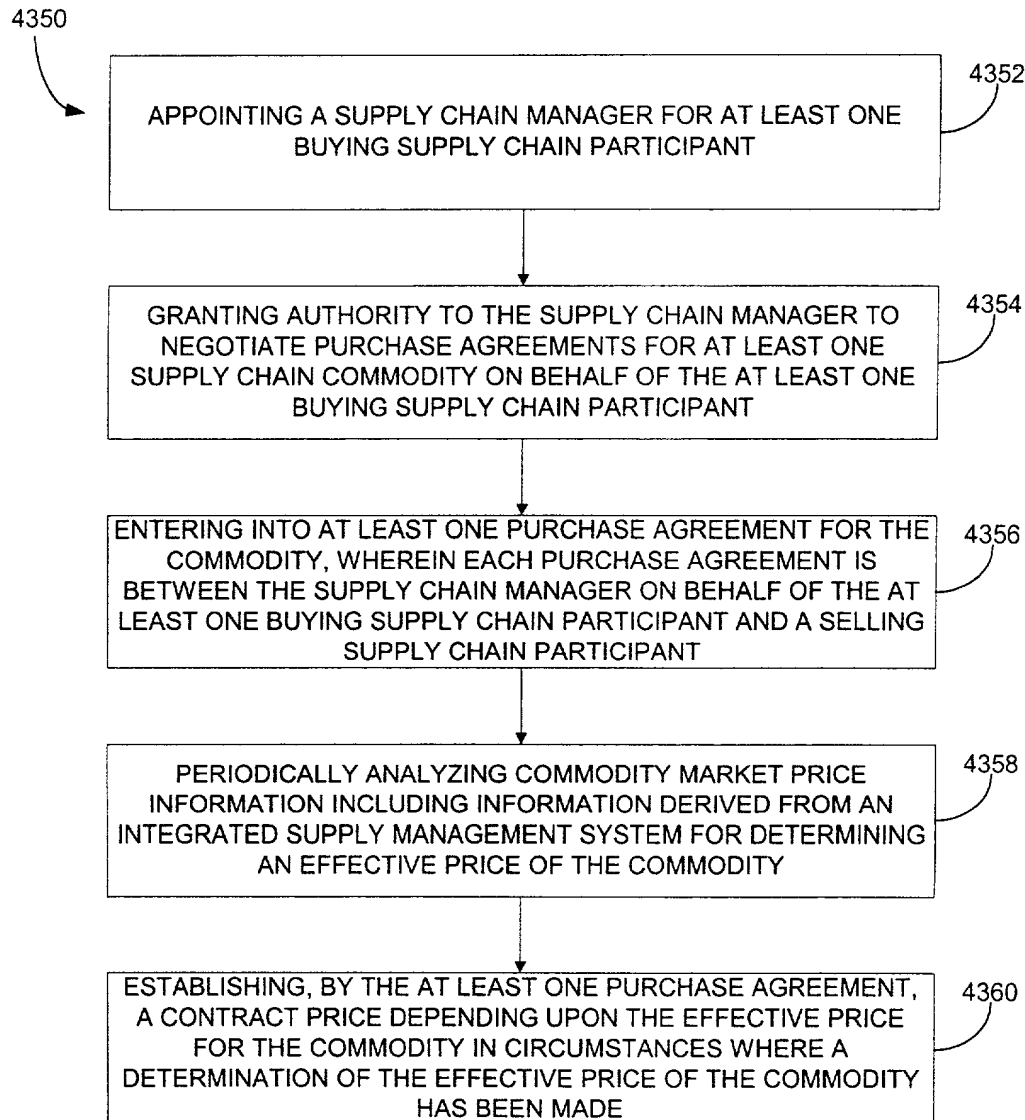 4350
4352
APPOINTING A SUPPLY CHAIN MANAGER FOR AT LEAST ONE
BUYING SUPPLY CHAIN PARTICIPANT
4354
GRANTING AUTHORITY TO THE SUPPLY CHAIN MANAGER TO
NEGOTIATE PURCHASE AGREEMENTS FOR AT LEAST ONE
SUPPLY CHAIN COMMODITY ON BEHALF OF THE AT LEAST ONE
BUYING SUPPLY CHAIN PARTICIPANT
4356
ENTERING INTO AT LEAST ONE PURCHASE AGREEMENT FOR THE
COMMODITY, WHEREIN EACH PURCHASE AGREEMENT IS
BETWEEN THE SUPPLY CHAIN MANAGER ON BEHALF OF THE AT
LEAST ONE BUYING SUPPLY CHAIN PARTICIPANT AND A SELLING
SUPPLY CHAIN PARTICIPANT
4358
PERIODICALLY ANALYZING COMMODITY MARKET PRICE
INFORMATION INCLUDING INFORMATION DERIVED FROM AN
INTEGRATED SUPPLY MANAGEMENT SYSTEM FOR DETERMINING
AN EFFECTIVE PRICE OF THE COMMODITY
4360
ESTABLISHING, BY THE AT LEAST ONE PURCHASE AGREEMENT,
A CONTRACT PRICE DEPENDING UPON THE EFFECTIVE PRICE
FOR THE COMMODITY IN CIRCUMSTANCES WHERE A
DETERMINATION OF THE EFFECTIVE PRICE OF THE COMMODITY
HAS BEEN MADE